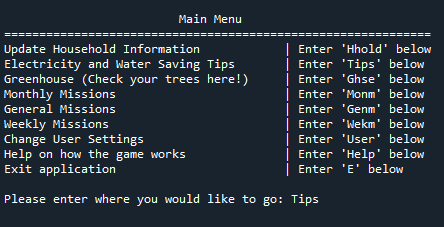 Main Menu
=============================================================
Update Household Information | Enter 'Hhold' below
Electricity and Water Saving Tips | Enter 'Tips' below
Greenhouse (Check your trees here!) | Enter 'Ghse' below
Monthly Missions | Enter 'Monm' below
General Missions | Enter 'Genm' below
Weekly Missions | Enter 'Wekm' below
Change User Settings | Enter 'User' below
Help on how the game works | Enter 'Help' below
Exit application | Enter 'E' below
Please enter where you would like to go: Tips